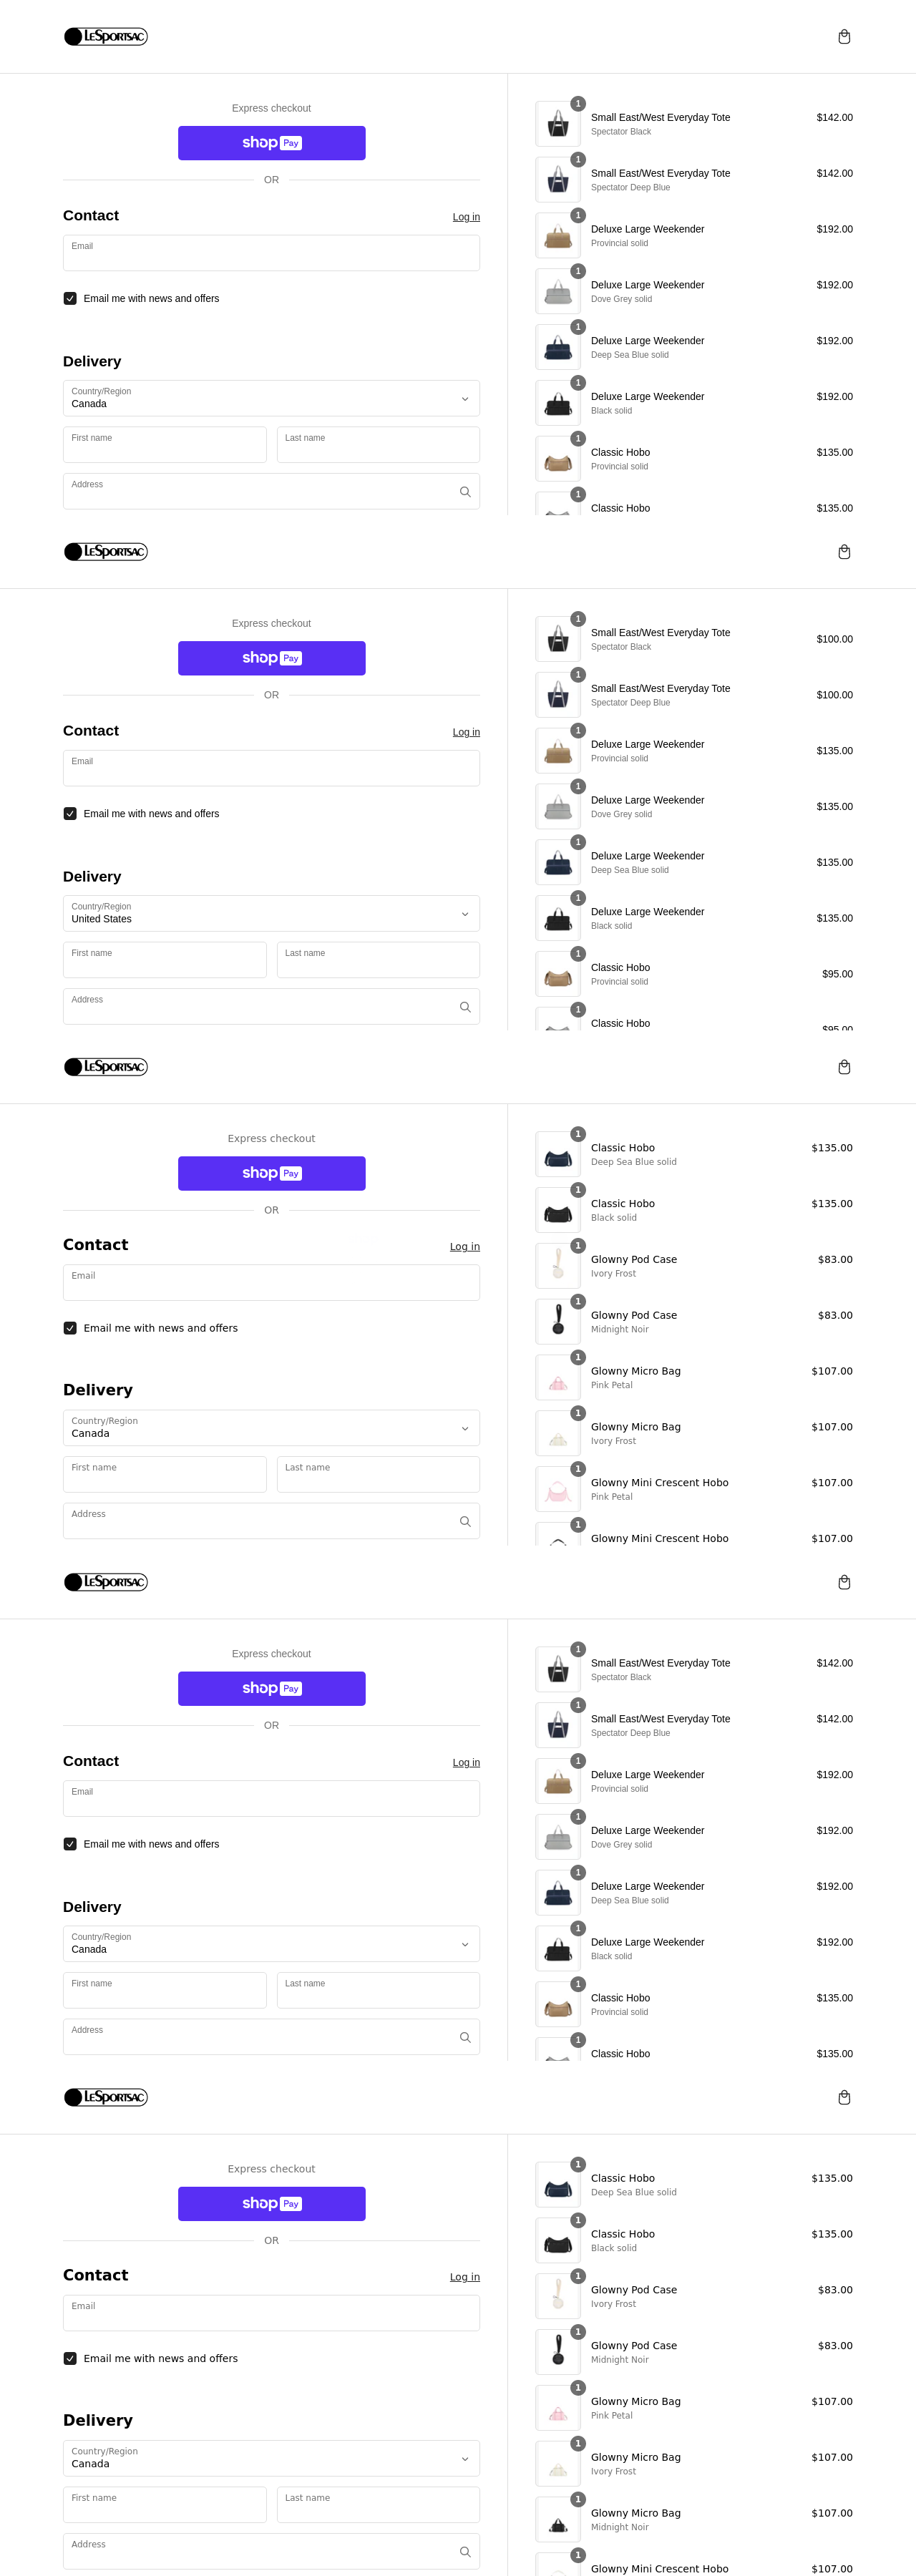 LeSportsac
Express checkout
shop Pay
OR
Contact
Log in
Email
Email me with news and offers
Delivery
Country/Region
Canada
First name
Last name
Address
1
Small East/West Everyday Tote
$142.00
Spectator Black
1
Small East/West Everyday Tote
$142.00
Spectator Deep Blue
1
Deluxe Large Weekender
$192.00
Provincial solid
1
Deluxe Large Weekender
$192.00
Dove Grey solid
1
Deluxe Large Weekender
$192.00
Deep Sea Blue solid
1
Deluxe Large Weekender
$192.00
Black solid
1
Classic Hobo
$135.00
Provincial solid
1
Classic Hobo
$135.00
LeSportsac
Express checkout
shop Pay
OR
Contact
Log in
Email
Email me with news and offers
Delivery
Country/Region
United States
First name
Last name
Address
1
Small East/West Everyday Tote
$100.00
Spectator Black
1
Small East/West Everyday Tote
$100.00
Spectator Deep Blue
1
Deluxe Large Weekender
$135.00
Provincial solid
1
Deluxe Large Weekender
$135.00
Dove Grey solid
1
Deluxe Large Weekender
$135.00
Deep Sea Blue solid
1
Deluxe Large Weekender
$135.00
Black solid
1
Classic Hobo
$95.00
Provincial solid
1
Classic Hobo
$95.00
LeSportsac
Express checkout
shop Pay
OR
Contact
Log in
Email
Email me with news and offers
Delivery
Country/Region
Canada
First name
Last name
Address
1
Classic Hobo
$135.00
Deep Sea Blue solid
1
Classic Hobo
$135.00
Black solid
1
Glowny Pod Case
$83.00
Ivory Frost
1
Glowny Pod Case
$83.00
Midnight Noir
1
Glowny Micro Bag
$107.00
Pink Petal
1
Glowny Micro Bag
$107.00
Ivory Frost
1
Glowny Mini Crescent Hobo
$107.00
Pink Petal
1
Glowny Mini Crescent Hobo
$107.00
LeSportsac
Express checkout
shop Pay
OR
Contact
Log in
Email
Email me with news and offers
Delivery
Country/Region
Canada
First name
Last name
Address
1
Small East/West Everyday Tote
$142.00
Spectator Black
1
Small East/West Everyday Tote
$142.00
Spectator Deep Blue
1
Deluxe Large Weekender
$192.00
Provincial solid
1
Deluxe Large Weekender
$192.00
Dove Grey solid
1
Deluxe Large Weekender
$192.00
Deep Sea Blue solid
1
Deluxe Large Weekender
$192.00
Black solid
1
Classic Hobo
$135.00
Provincial solid
1
Classic Hobo
$135.00
LeSportsac
Express checkout
shop Pay
OR
Contact
Log in
Email
Email me with news and offers
Delivery
Country/Region
Canada
First name
Last name
Address
1
Classic Hobo
$135.00
Deep Sea Blue solid
1
Classic Hobo
$135.00
Black solid
1
Glowny Pod Case
$83.00
Ivory Frost
1
Glowny Pod Case
$83.00
Midnight Noir
1
Glowny Micro Bag
$107.00
Pink Petal
1
Glowny Micro Bag
$107.00
Ivory Frost
1
Glowny Micro Bag
$107.00
Midnight Noir
1
Glowny Mini Crescent Hobo
$107.00